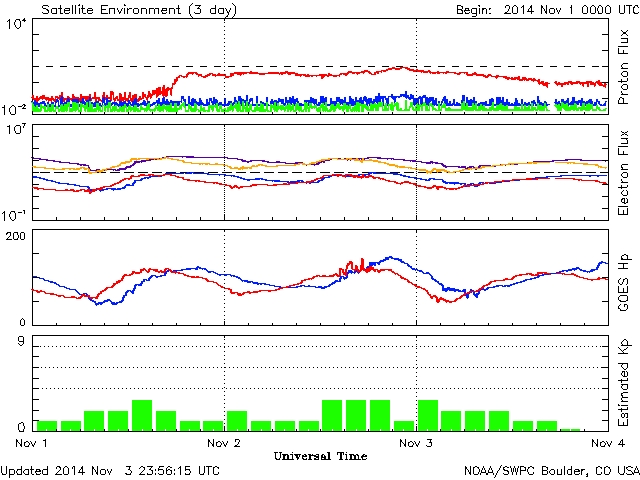 Satellite Environment (3 day) Begin: 2014 Nov 1 0000 UTC
10^4
Proton Flux
10^-2
10^7
Electron Flux
10^-1
200
GOES Hp
0
9
Estimated Kp
0
Nov 1 Nov 2 Nov 3 Nov 4
Universal Time
Updated 2014 Nov 3 23:56:15 UTC NOAA/SWPC Boulder, CO USA